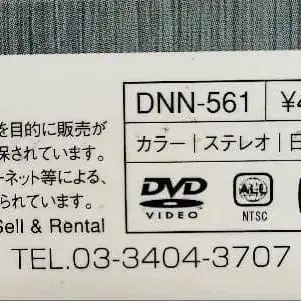 DNN-561 ¥4
を目的に販売が
カラー|ステレオ|日
保されています。
ーネット等による、
られています。
DVD
VIDEO
ALL
NTSC
Sell & Rental
TEL.03-3404-3707